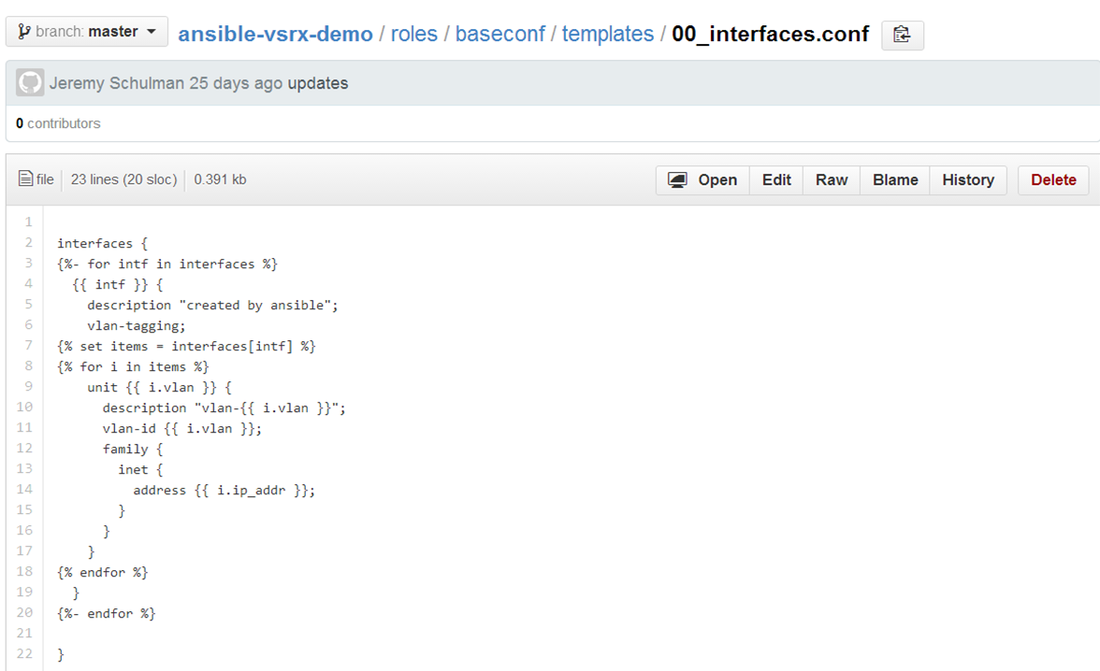 branch: master ansible-vsrx-demo / roles / baseconf / templates / 00_interfaces.conf
Jeremy Schulman 25 days ago updates
0 contributors
file 23 lines (20 sloc) 0.391 kb Open Edit Raw Blame History Delete
1
2 interfaces {
3 {%- for intf in interfaces %}
4   {{ intf }} {
5     description "created by ansible";
6     vlan-tagging;
7 {% set items = interfaces[intf] %}
8 {% for i in items %}
9     unit {{ i.vlan }} {
10       description "vlan-{{ i.vlan }}";
11       vlan-id {{ i.vlan }};
12       family {
13         inet {
14           address {{ i.ip_addr }};
15         }
16       }
17     }
18 {% endfor %}
19   }
20 {%- endfor %}
21
22 }